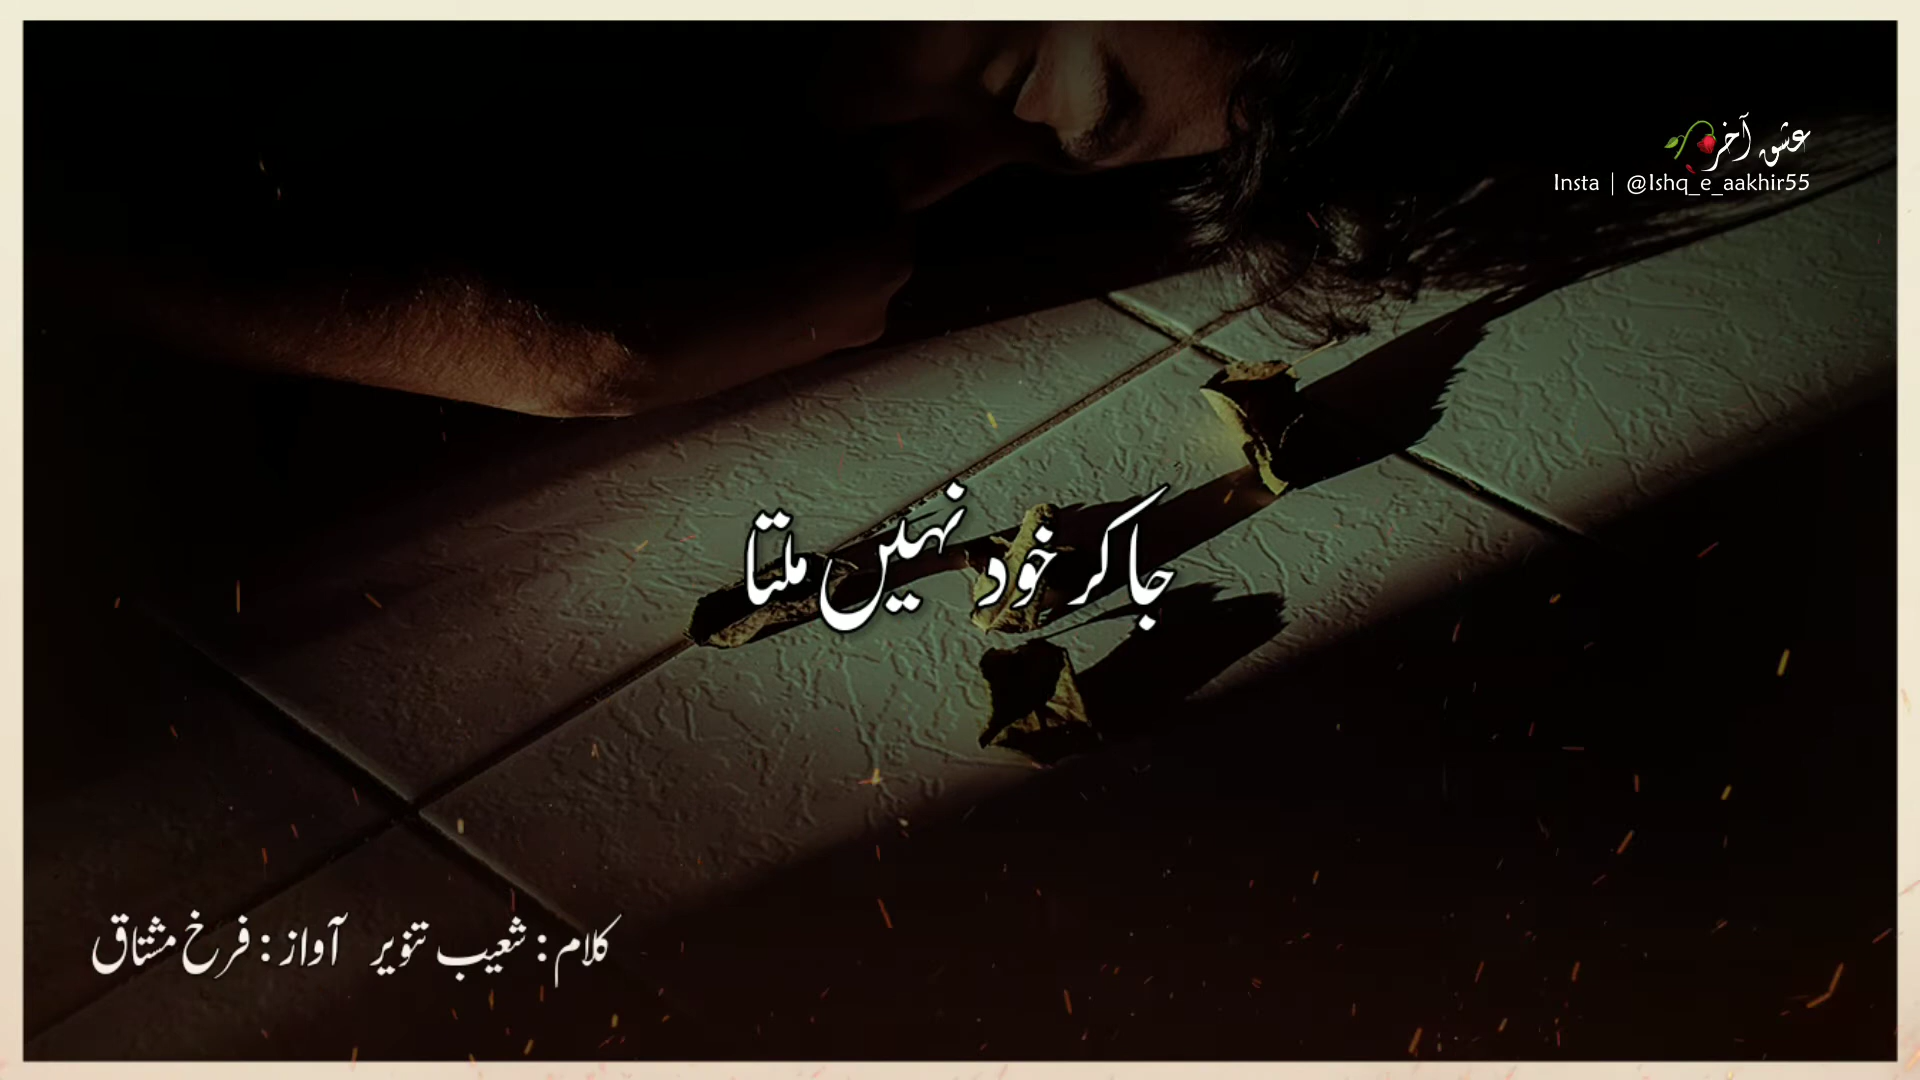 عشق آخر
Insta | @Ishq_e_aakhir55
جا کر خود نہیں ملتا
کلام : شعیب تنویر   آواز : فرخ مشتاق